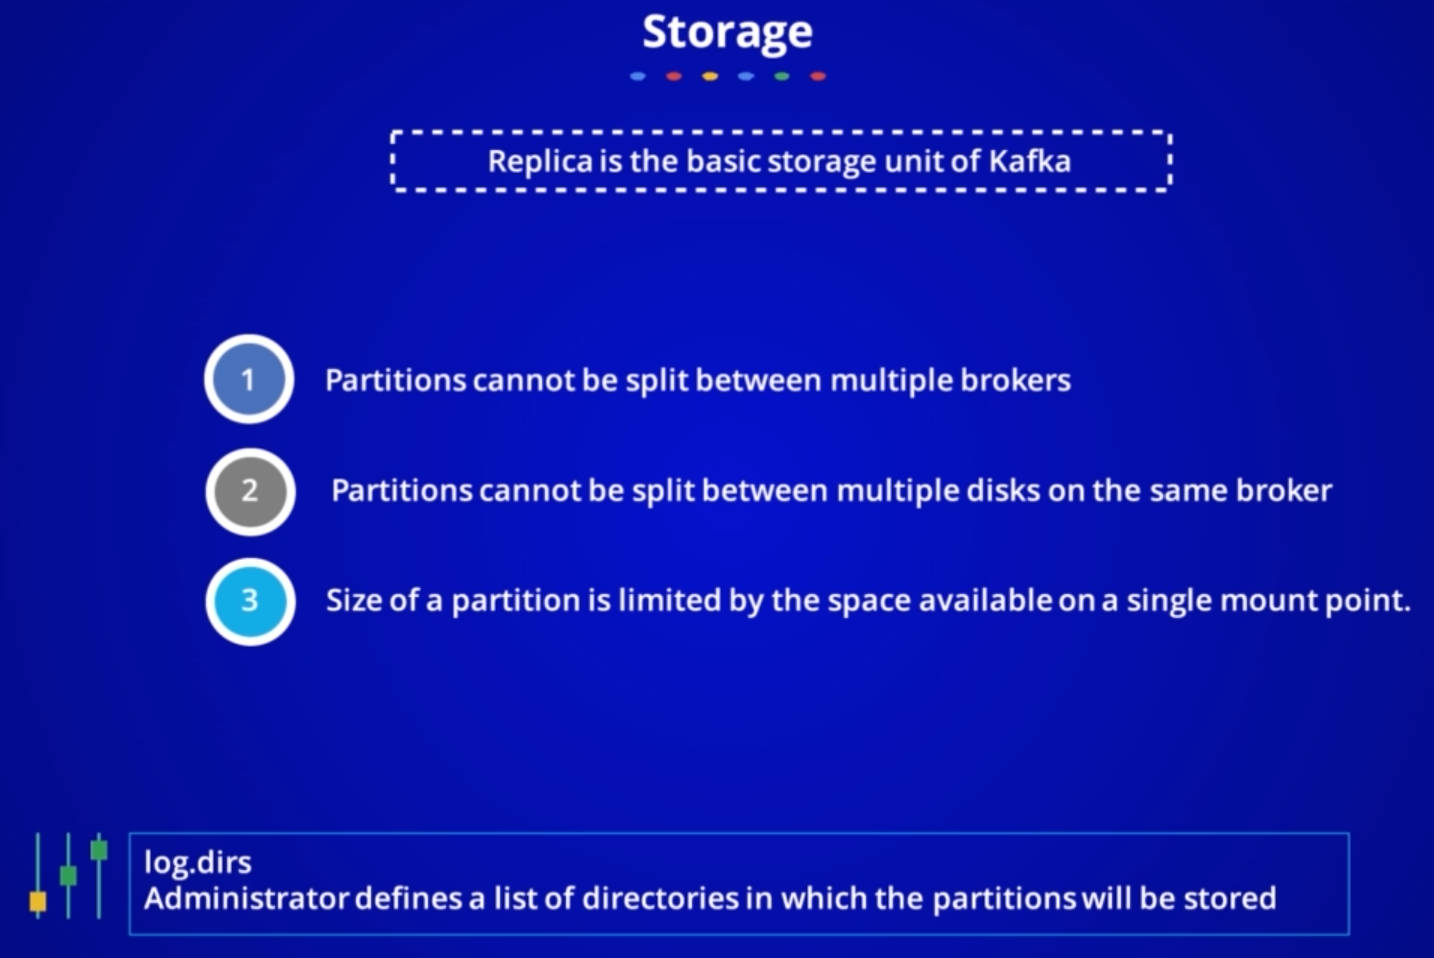 Storage
Replica is the basic storage unit of Kafka
1 Partitions cannot be split between multiple brokers
2 Partitions cannot be split between multiple disks on the same broker
3 Size of a partition is limited by the space available on a single mount point.
log.dirs
Administrator defines a list of directories in which the partitions will be stored